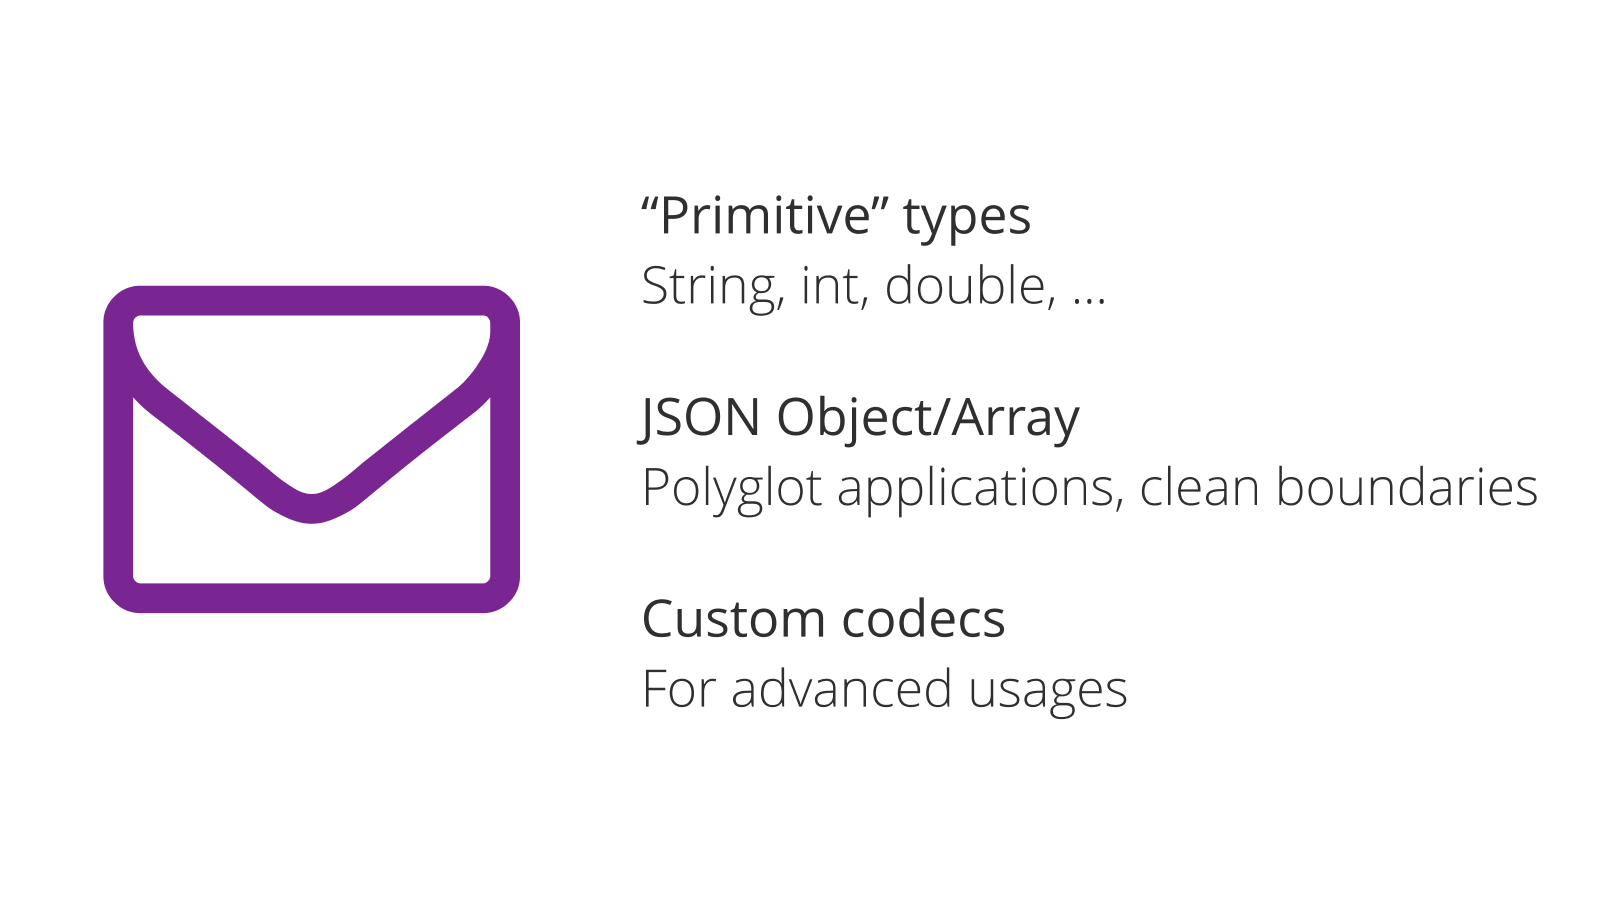 “Primitive” types
String, int, double, …
JSON Object/Array
Polyglot applications, clean boundaries
Custom codecs
For advanced usages